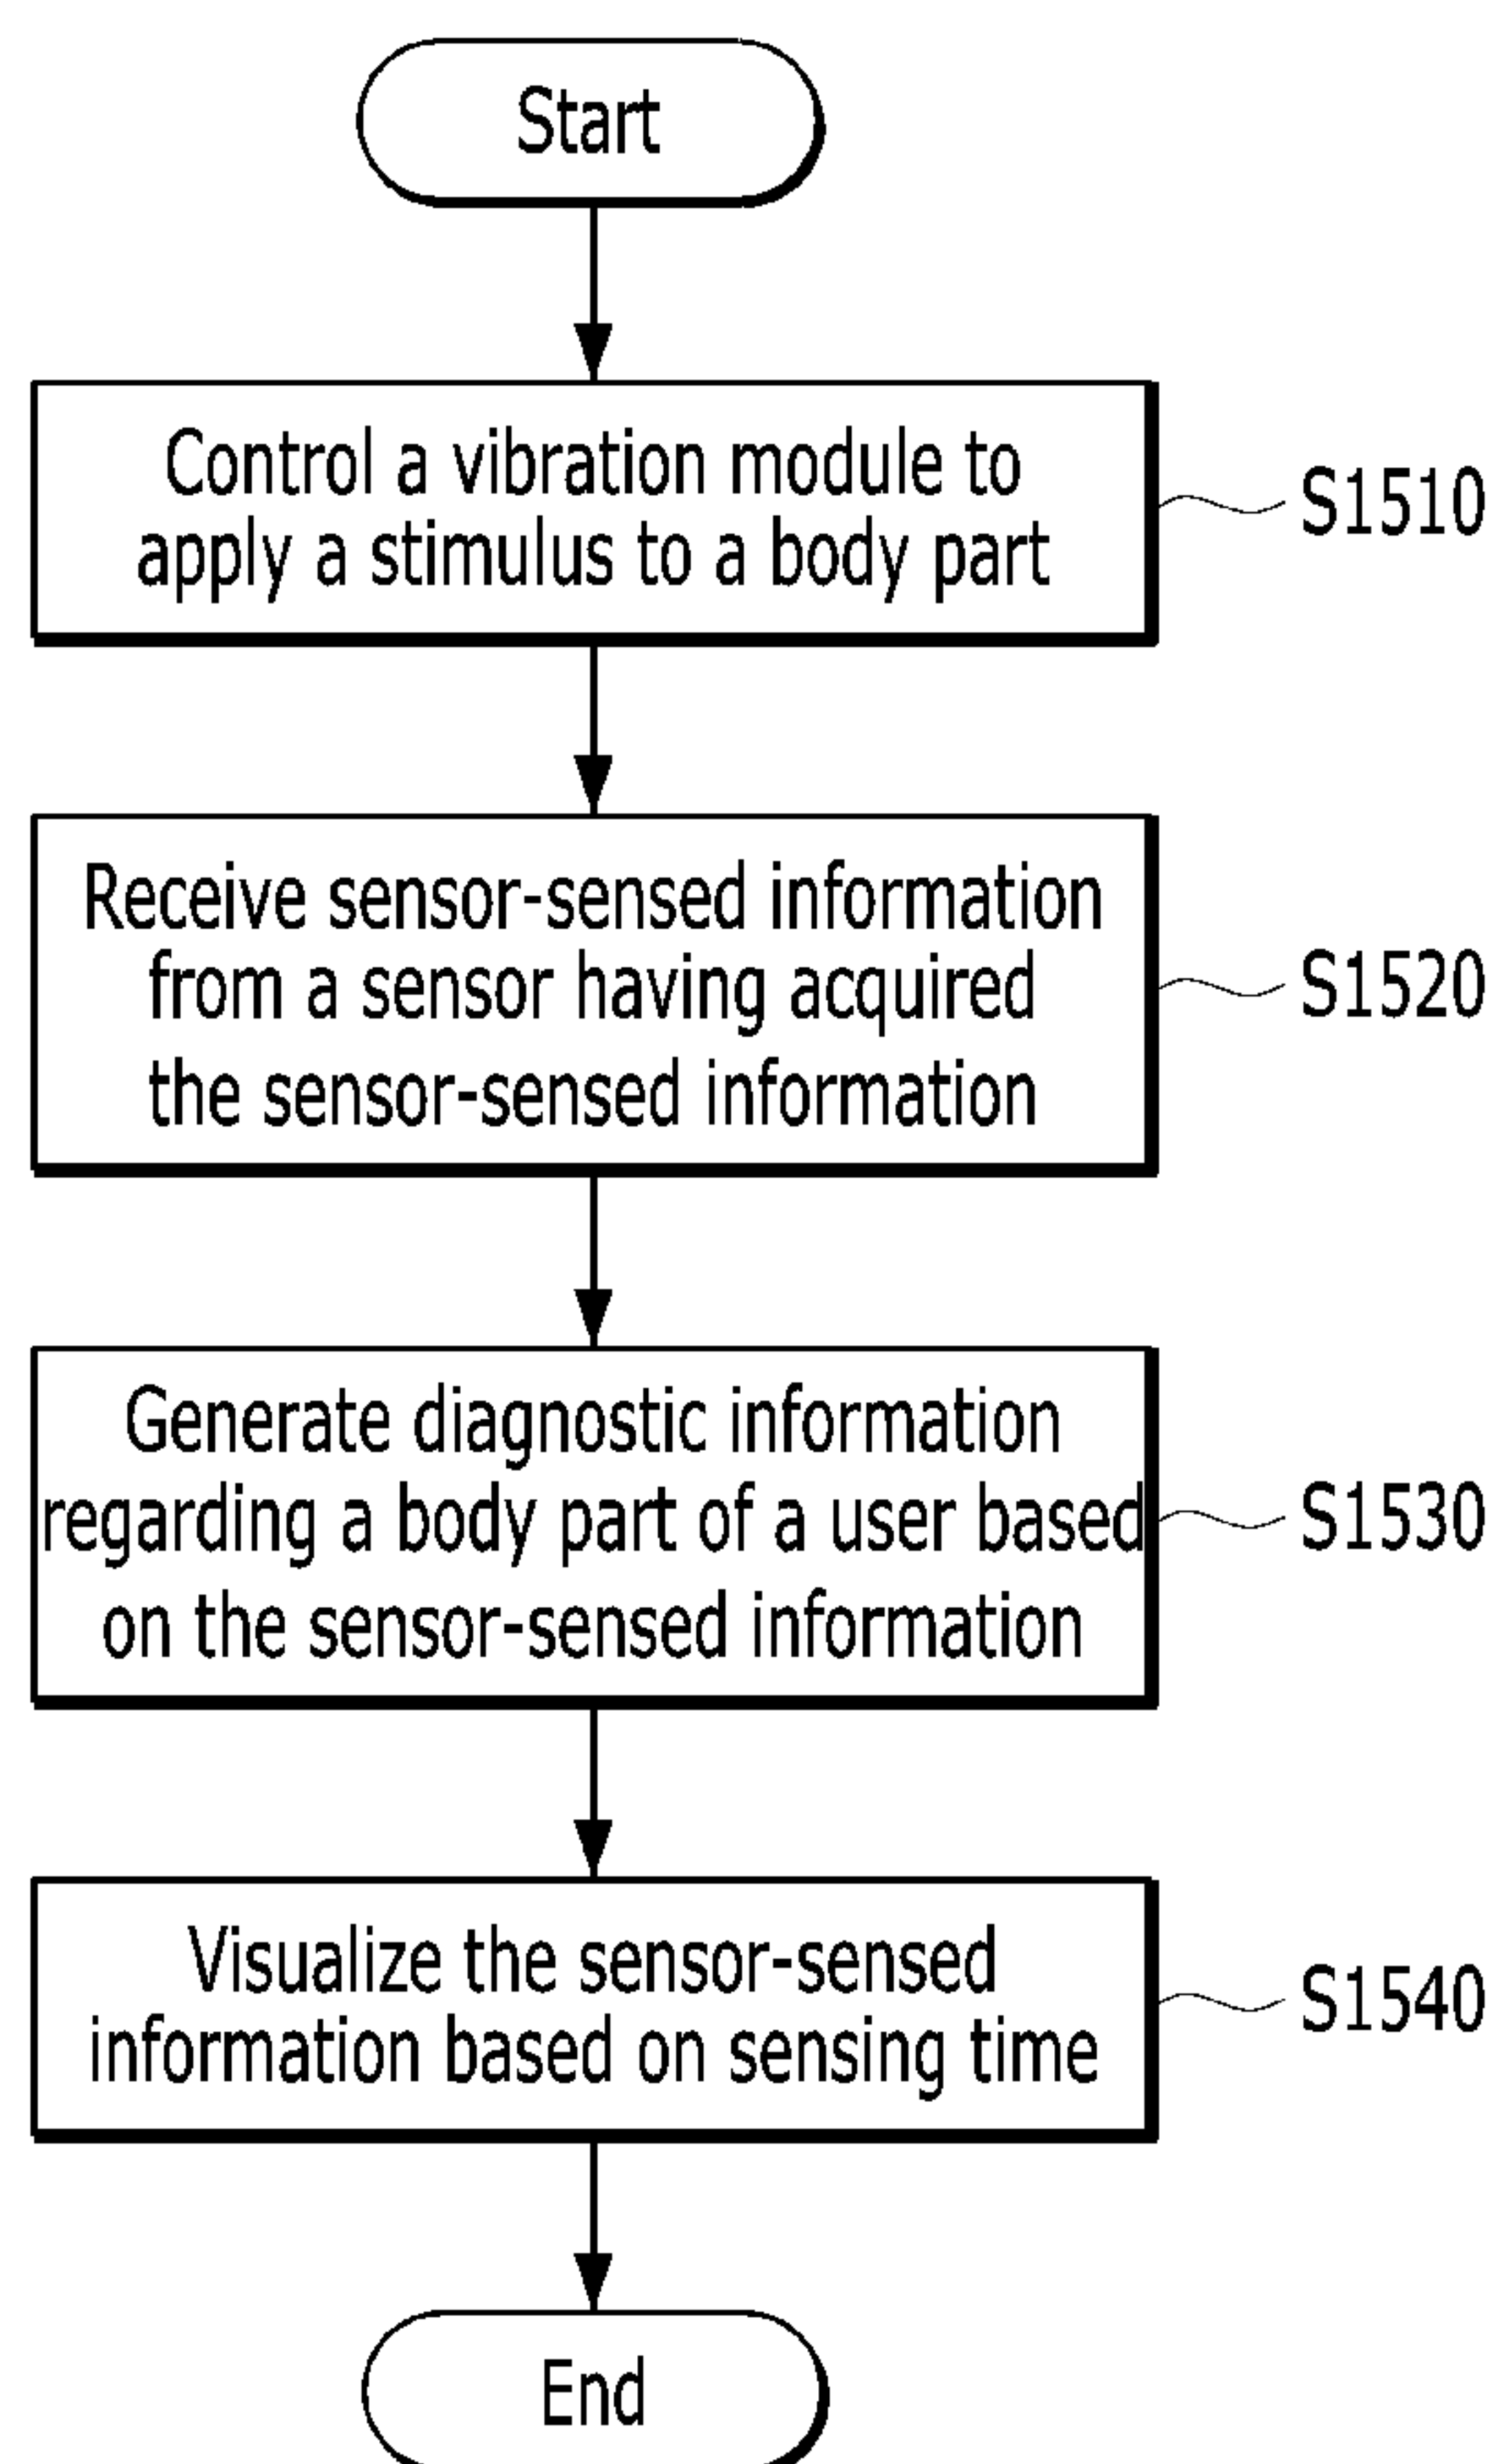 Start
Control a vibration module to
apply a stimulus to a body part
S1510
Receive sensor-sensed information
from a sensor having acquired
the sensor-sensed information
S1520
Generate diagnostic information
regarding a body part of a user based
on the sensor-sensed information
S1530
Visualize the sensor-sensed
information based on sensing time
S1540
End